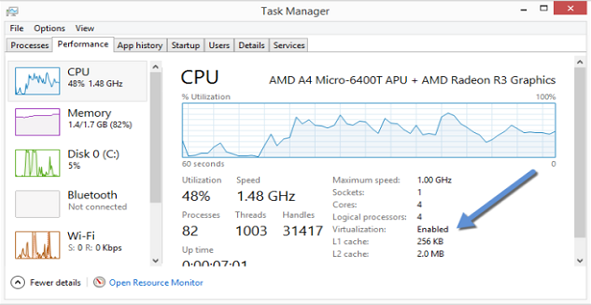 Task Manager
File Options View
Processes Performance App history Startup Users Details Services
CPU
48% 1.48 GHz
Memory
1.4/1.7 GB (82%)
Disk 0 (C:)
5%
Bluetooth
Not connected
Wi-Fi
S: 0 R: 0 Kbps
CPU AMD A4 Micro-6400T APU + AMD Radeon R3 Graphics
% Utilization 100%
60 seconds 0
Utilization Speed
48% 1.48 GHz
Processes Threads Handles
82 1003 31417
Up time
0:00:07:01
Maximum speed: 1.00 GHz
Sockets: 1
Cores: 4
Logical processors: 4
Virtualization: Enabled
L1 cache: 256 KB
L2 cache: 2.0 MB
Fewer details Open Resource Monitor